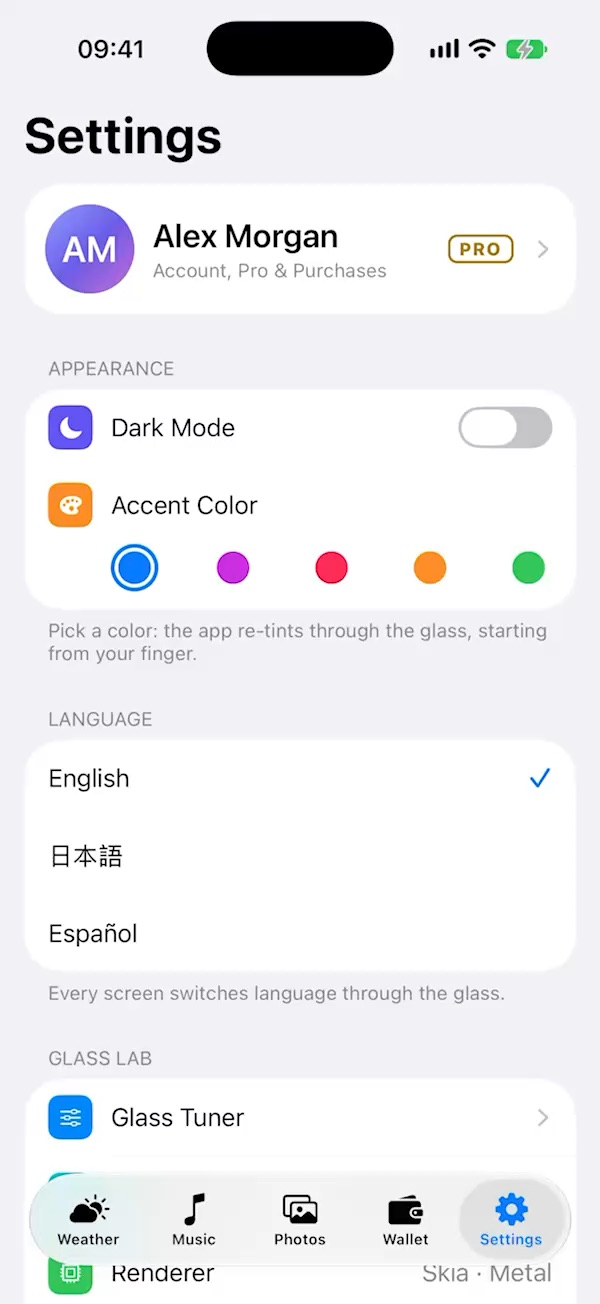 09:41
Settings
AM
Alex Morgan
Account, Pro & Purchases
PRO
APPEARANCE
Dark Mode
Accent Color
Pick a color: the app re-tints through the glass, starting
from your finger.
LANGUAGE
English
日本語
Español
Every screen switches language through the glass.
GLASS LAB
Glass Tuner
Weather
Music
Photos
Wallet
Settings
Renderer
Skia · Metal